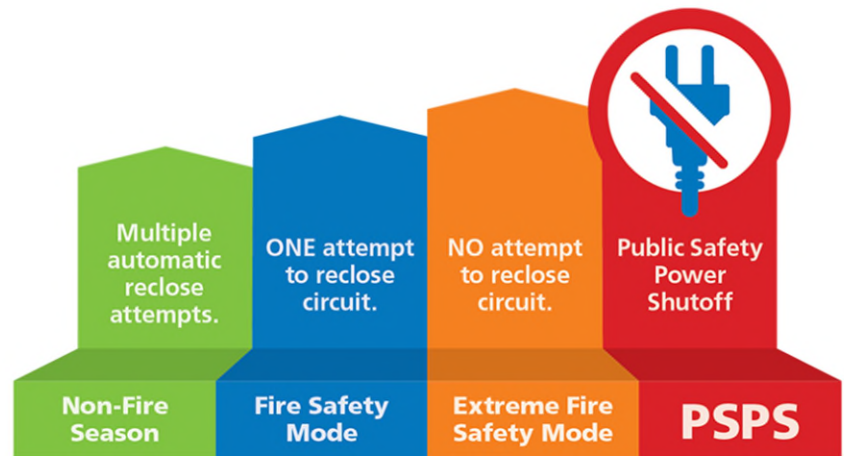 Multiple
automatic
reclose
attempts.
ONE attempt
to reclose
circuit.
NO attempt
to reclose
circuit.
Public Safety
Power
Shutoff
Non-Fire
Season
Fire Safety
Mode
Extreme Fire
Safety Mode
PSPS